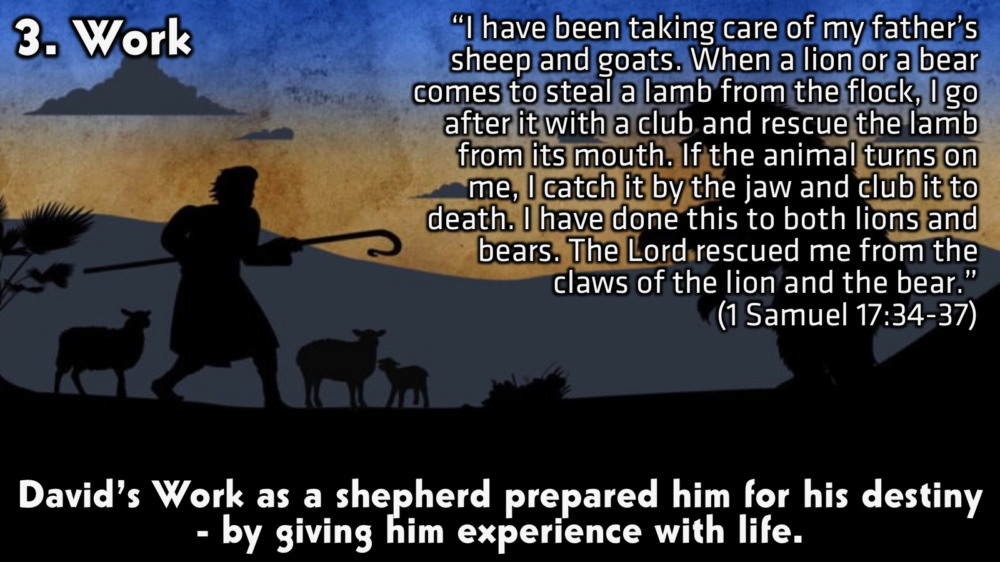 3. Work
“I have been taking care of my father’s
sheep and goats. When a lion or a bear
comes to steal a lamb from the flock, I go
after it with a club and rescue the lamb
from its mouth. If the animal turns on
me, I catch it by the jaw and club it to
death. I have done this to both lions and
bears. The Lord rescued me from the
claws of the lion and the bear.”
(1 Samuel 17:34-37)
David’s Work as a shepherd prepared him for his destiny
- by giving him experience with life.